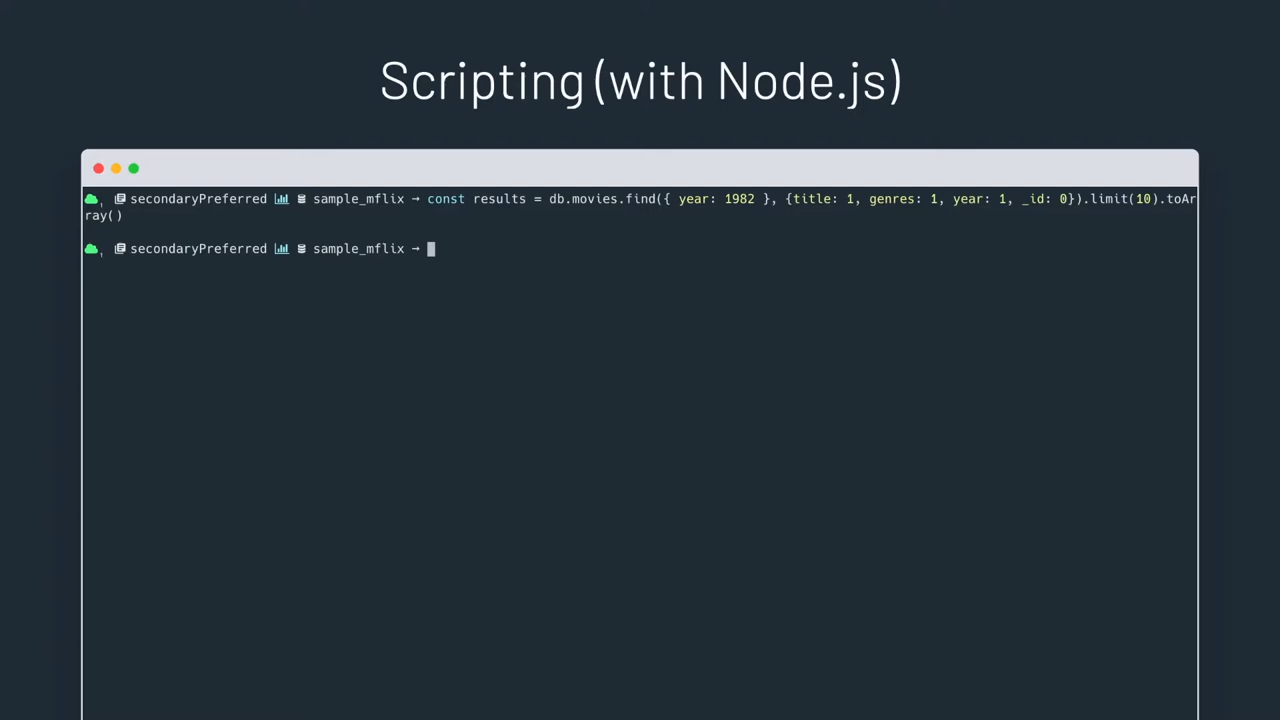 Scripting (with Node.js)
, secondaryPreferred sample_mflix → const results = db.movies.find({ year: 1982 }, {title: 1, genres: 1, year: 1, _id: 0}).limit(10).toAr
ray()
, secondaryPreferred sample_mflix →